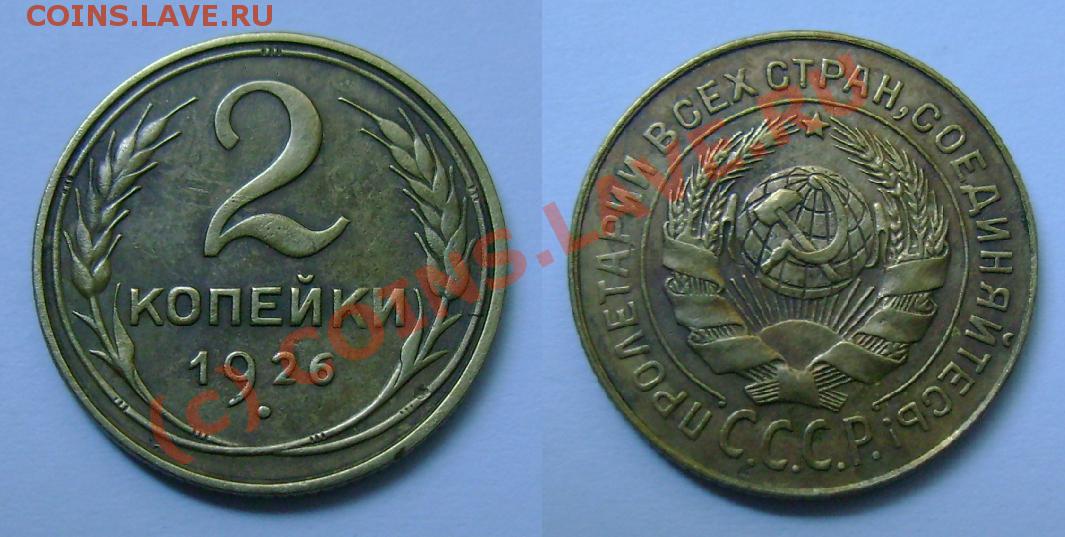 COINS.LAVE.RU
2
(КОПЕЙКИ)
1926
г.
ПРОЛЕТАРИИ ВСЕХ СТРАН, СОЕДИНЯЙТЕСЬ!
С.С.С.Р.
(c) COINS.LAVE.RU